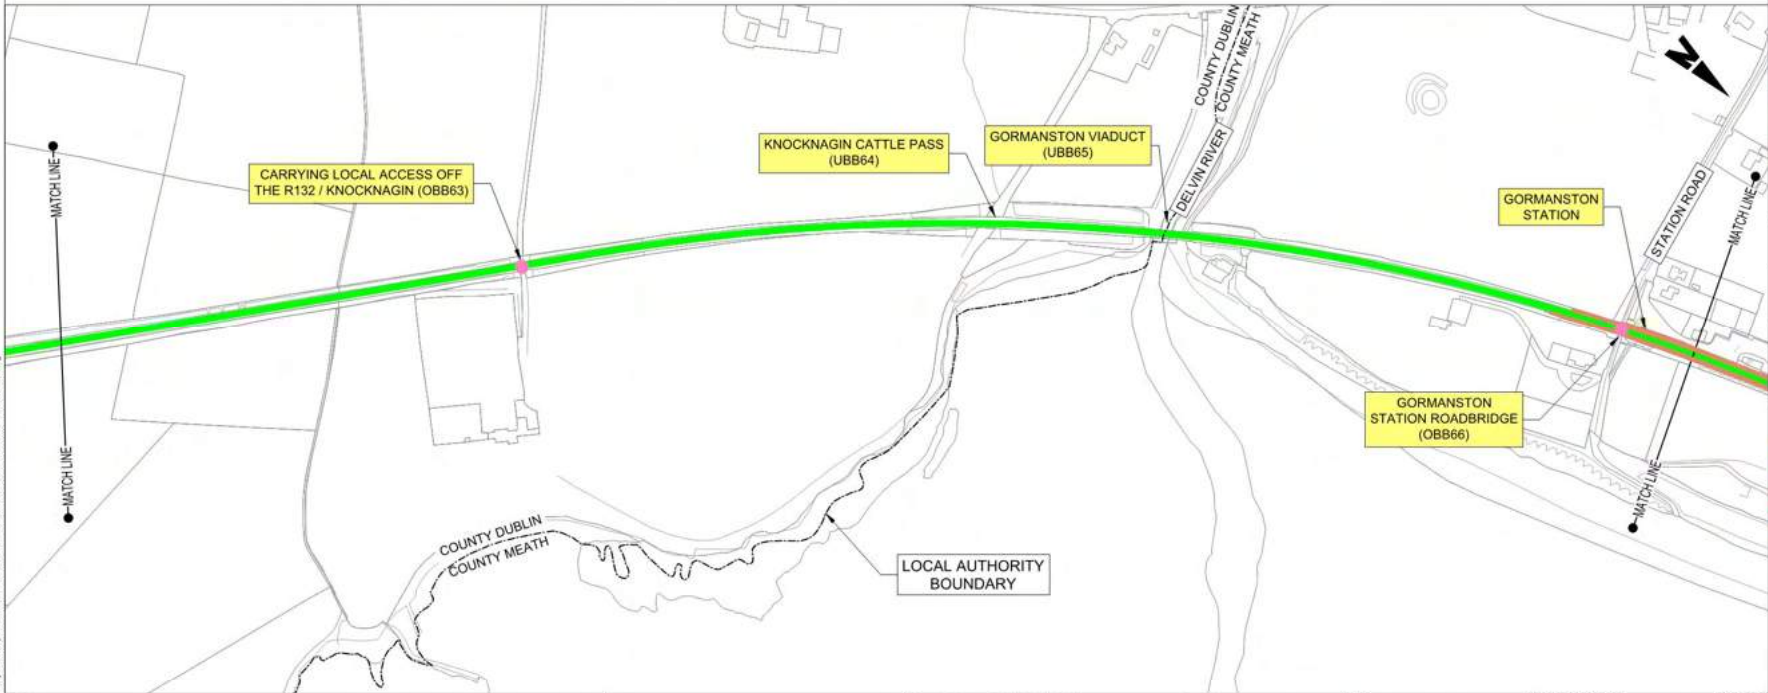 COUNTY DUBLIN
COUNTY MEATH
N
MATCH LINE
CARRYING LOCAL ACCESS OFF
THE R132 / KNOCKNAGIN (OBB63)
KNOCKNAGIN CATTLE PASS
(UBB64)
GORMANSTON VIADUCT
(UBB65)
DELVIN RIVER
GORMANSTON
STATION
STATION ROAD
MATCH LINE
GORMANSTON
STATION ROADBRIDGE
(OBB66)
MATCH LINE
MATCH LINE
COUNTY DUBLIN
COUNTY MEATH
LOCAL AUTHORITY
BOUNDARY